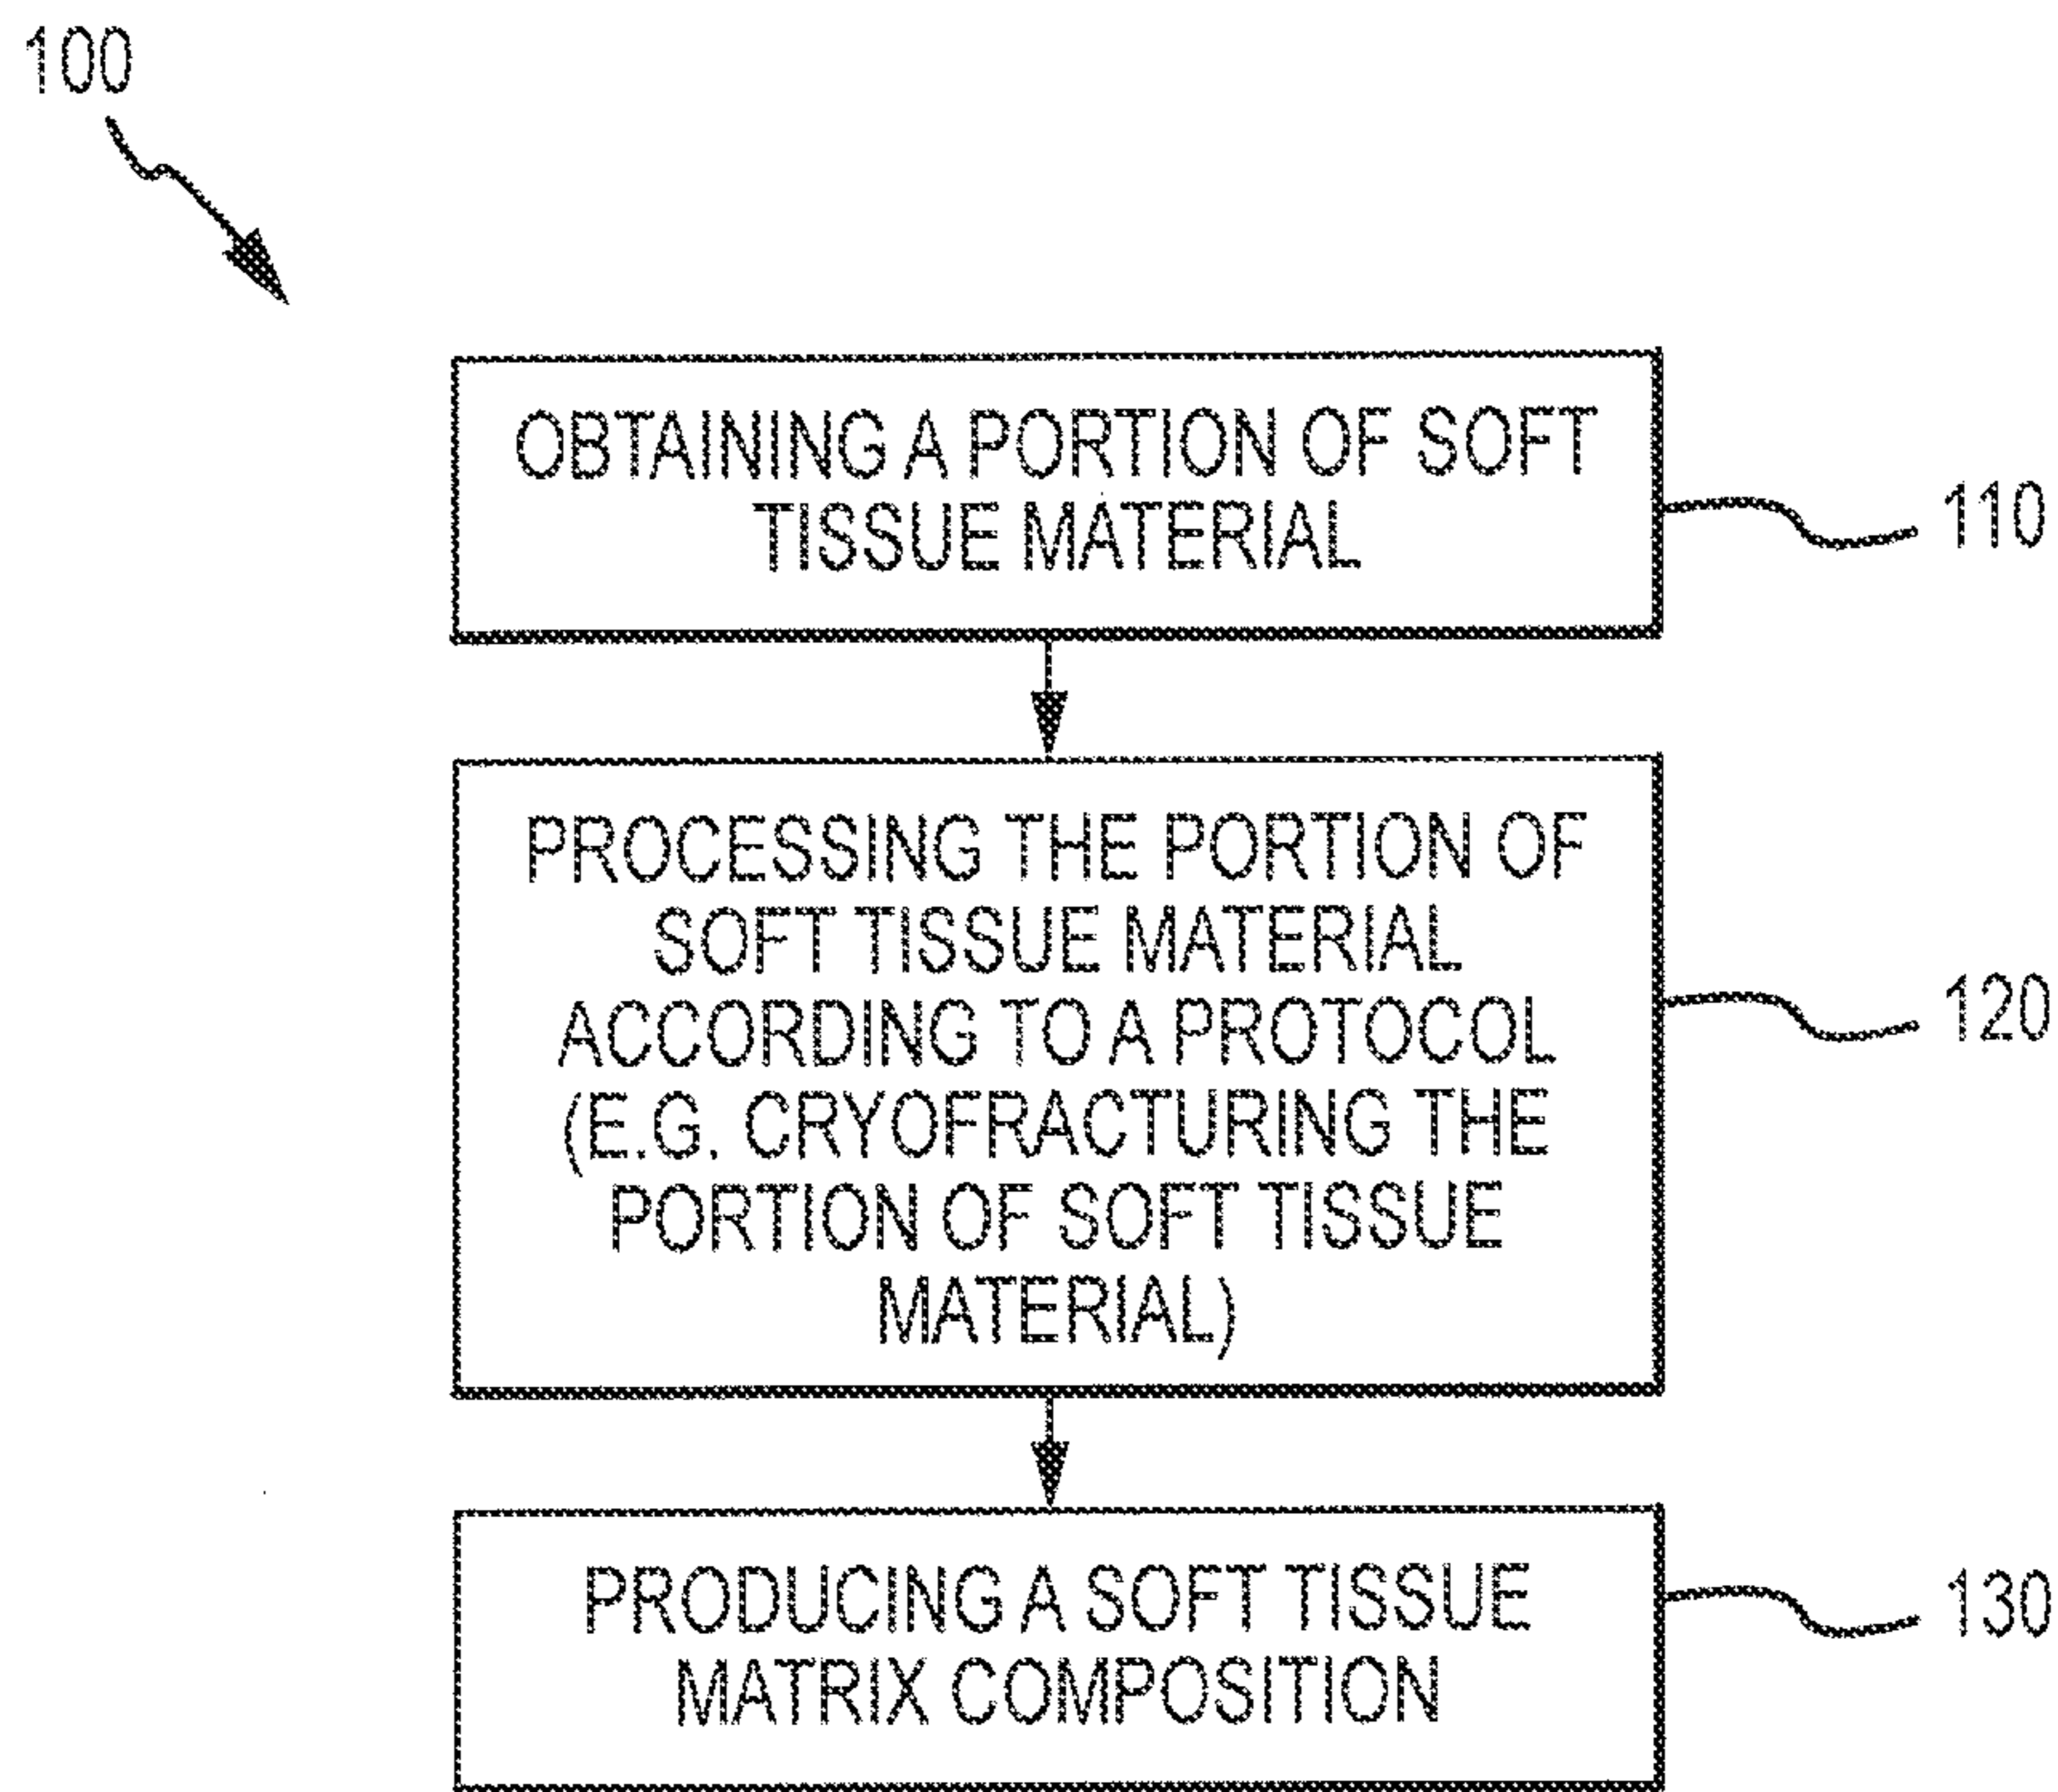 100
OBTAINING A PORTION OF SOFT
TISSUE MATERIAL
110
PROCESSING THE PORTION OF
SOFT TISSUE MATERIAL
ACCORDING TO A PROTOCOL
(E.G. CRYOFRACTURING THE
PORTION OF SOFT TISSUE
MATERIAL)
120
PRODUCING A SOFT TISSUE
MATRIX COMPOSITION
130